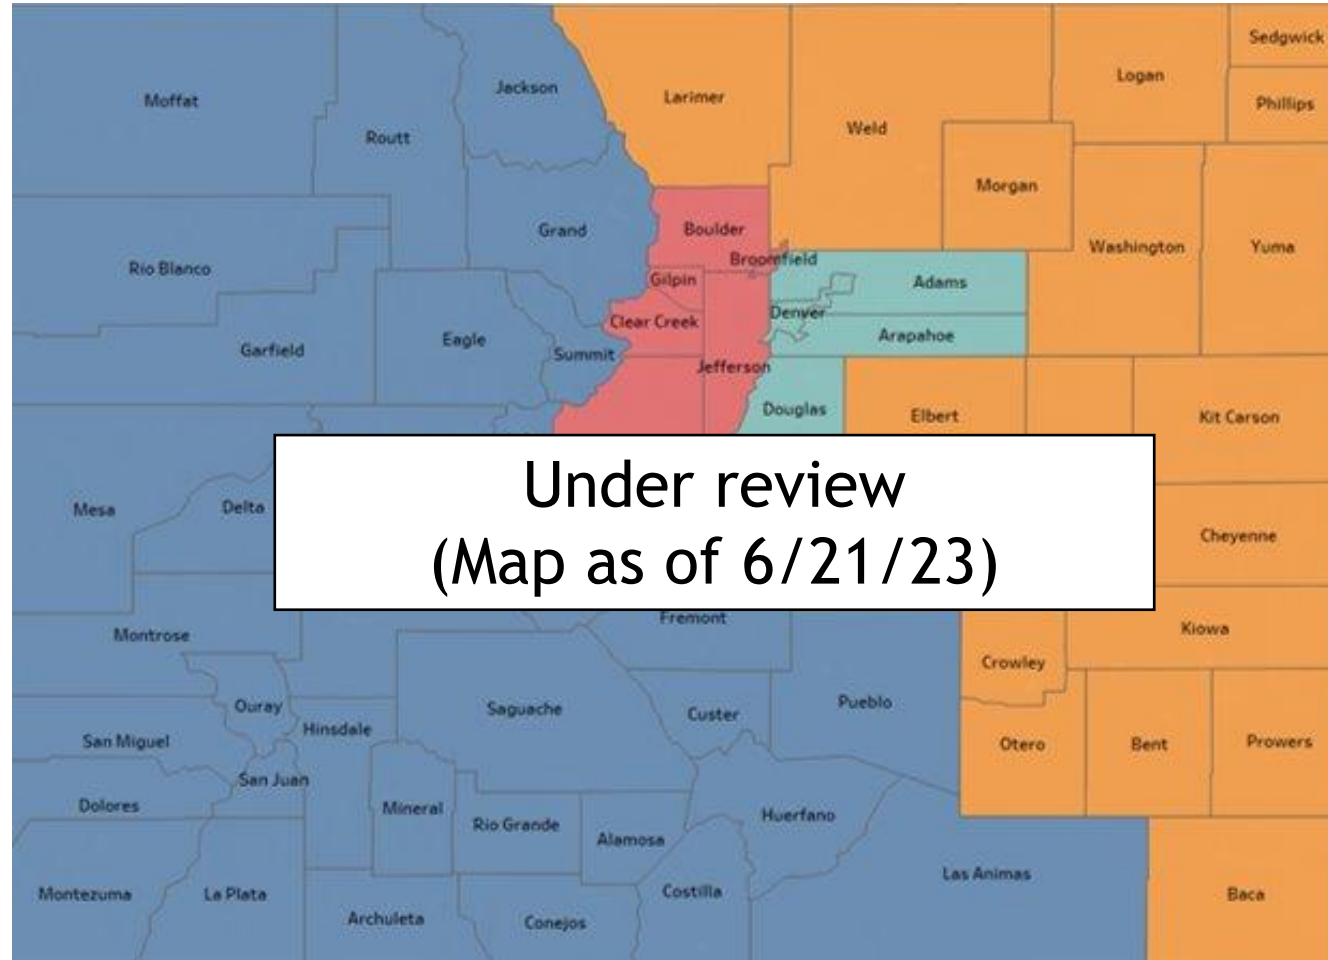 Sedgwick
Logan
Jackson
Larimer
Moffat
Phillips
Weld
Routt
Morgan
Grand
Boulder
Washington
Yuma
Broomfield
Rio Blanco
Gilpin
Adams
Denver
Clear Creek
Arapahoe
Eagle
Garfield
Summit
Jefferson
Douglas
Elbert
Kit Carson
Under review
(Map as of 6/21/23)
Mesa
Delta
Cheyenne
Fremont
Montrose
Kiowa
Crowley
Ouray
Saguache
Custer
Pueblo
Hinsdale
San Miguel
Otero
Bent
Prowers
San Juan
Dolores
Mineral
Rio Grande
Huerfano
Alamosa
Las Animas
Montezuma
La Plata
Costilla
Baca
Archuleta
Conejos